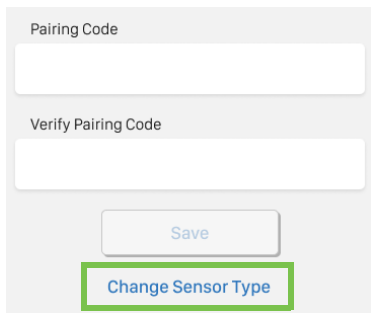 Pairing Code
Verify Pairing Code
Save
Change Sensor Type